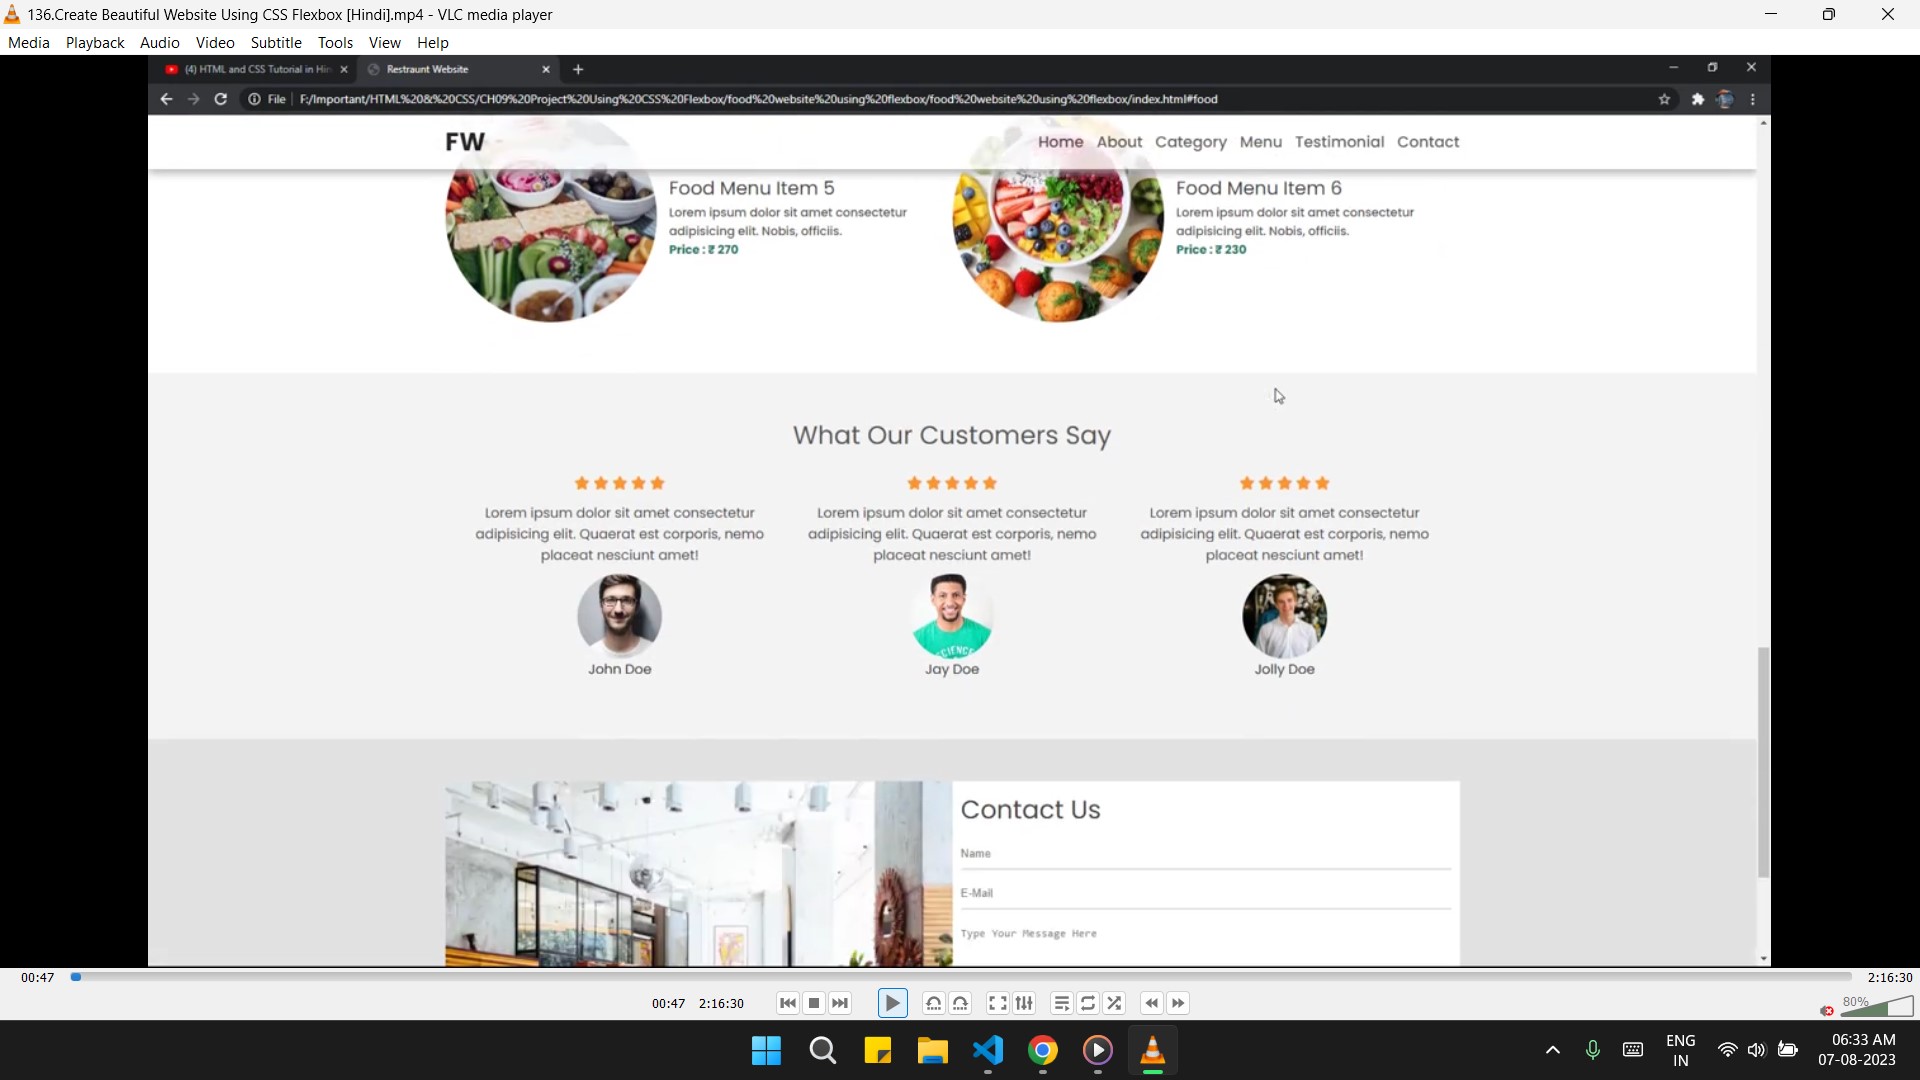 136.Create Beautiful Website Using CSS Flexbox [Hindi].mp4 - VLC media player
Media Playback Audio Video Subtitle Tools View Help
(4) HTML and CSS Tutorial in Hin
Restraunt Website
File F:/Important/HTML%20&%20CSS/CH09%20Project%20Using%20CSS%20Flexbox/food%20website%20using%20flexbox/food%20website%20using%20flexbox/index.html#food
FW
Home About Category Menu Testimonial Contact
Food Menu Item 5
Lorem ipsum dolor sit amet consectetur
adipisicing elit. Nobis, officiis.
Price : ₹ 270
Food Menu Item 6
Lorem ipsum dolor sit amet consectetur
adipisicing elit. Nobis, officiis.
Price : ₹ 230
What Our Customers Say
Lorem ipsum dolor sit amet consectetur
adipisicing elit. Quaerat est corporis, nemo
placeat nesciunt amet!
John Doe
Lorem ipsum dolor sit amet consectetur
adipisicing elit. Quaerat est corporis, nemo
placeat nesciunt amet!
SCIENCE
Jay Doe
Lorem ipsum dolor sit amet consectetur
adipisicing elit. Quaerat est corporis, nemo
placeat nesciunt amet!
Jolly Doe
Contact Us
Name
E-Mail
Type Your Message Here
00:47
2:16:30
00:47 2:16:30
80%
ENG
IN
06:33 AM
07-08-2023